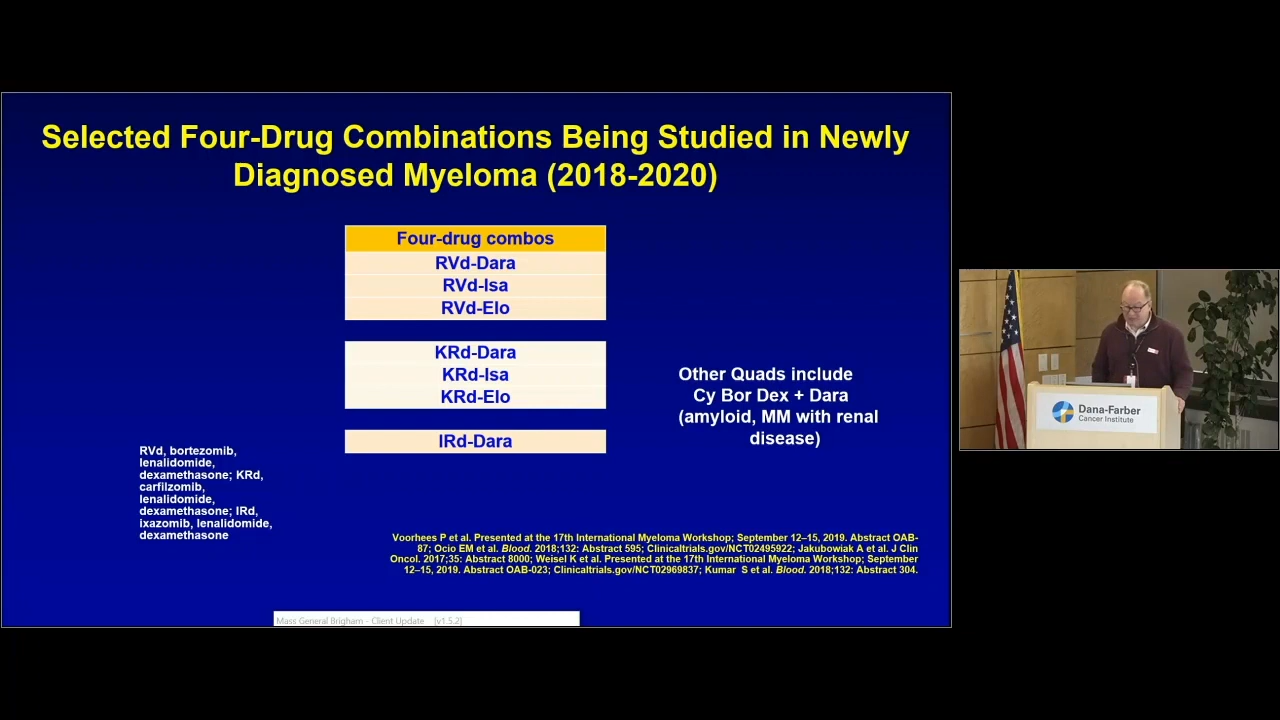 Selected Four-Drug Combinations Being Studied in Newly
Diagnosed Myeloma (2018-2020)
Four-drug combos
RVd-Dara
RVd-Isa
RVd-Elo
KRd-Dara
KRd-Isa
KRd-Elo
IRd-Dara
Other Quads include
Cy Bor Dex + Dara
(amyloid, MM with renal
disease)
RVd, bortezomib,
lenalidomide,
dexamethasone; KRd,
carfilzomib,
lenalidomide,
dexamethasone; IRd,
ixazomib, lenalidomide,
dexamethasone
Voorhees P et al. Presented at the 17th International Myeloma Workshop; September 12–15, 2019. Abstract OAB-
87; Ocio EM et al. Blood. 2018;132: Abstract 595; Clinicaltrials.gov/NCT02495922; Jakubowiak A et al. J Clin
Oncol. 2017;35: Abstract 8000; Weisel K et al. Presented at the 17th International Myeloma Workshop; September
12–15, 2019. Abstract OAB-023; Clinicaltrials.gov/NCT02969837; Kumar S et al. Blood. 2018;132: Abstract 304.
Mass General Brigham - Client Update [v1.5.2]
Dana-Farber
Cancer Institute